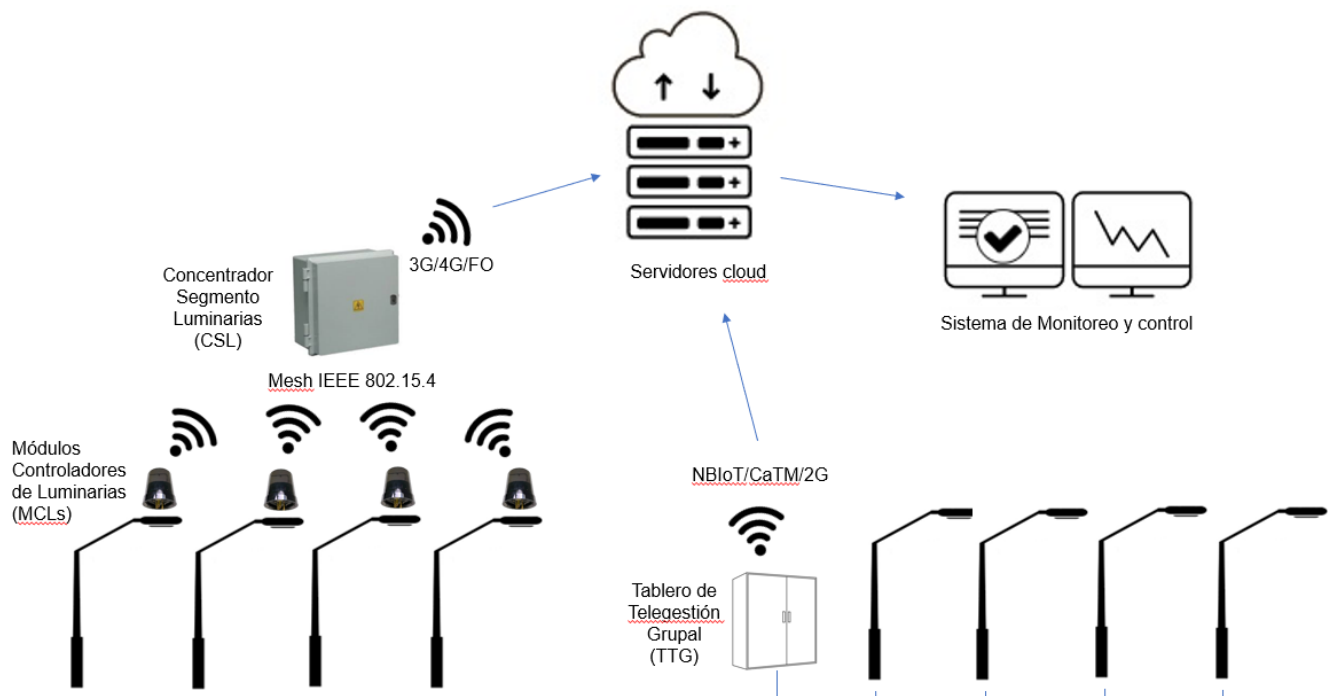 3G/4G/FO
Concentrador
Segmento
Luminarias
(CSL)
Servidores cloud
Sistema de Monitoreo y control
Mesh IEEE 802.15.4
Módulos
Controladores
de Luminarias
(MCLs)
NBIoT/CaTM/2G
Tablero de
Telegestión
Grupal
(TTG)